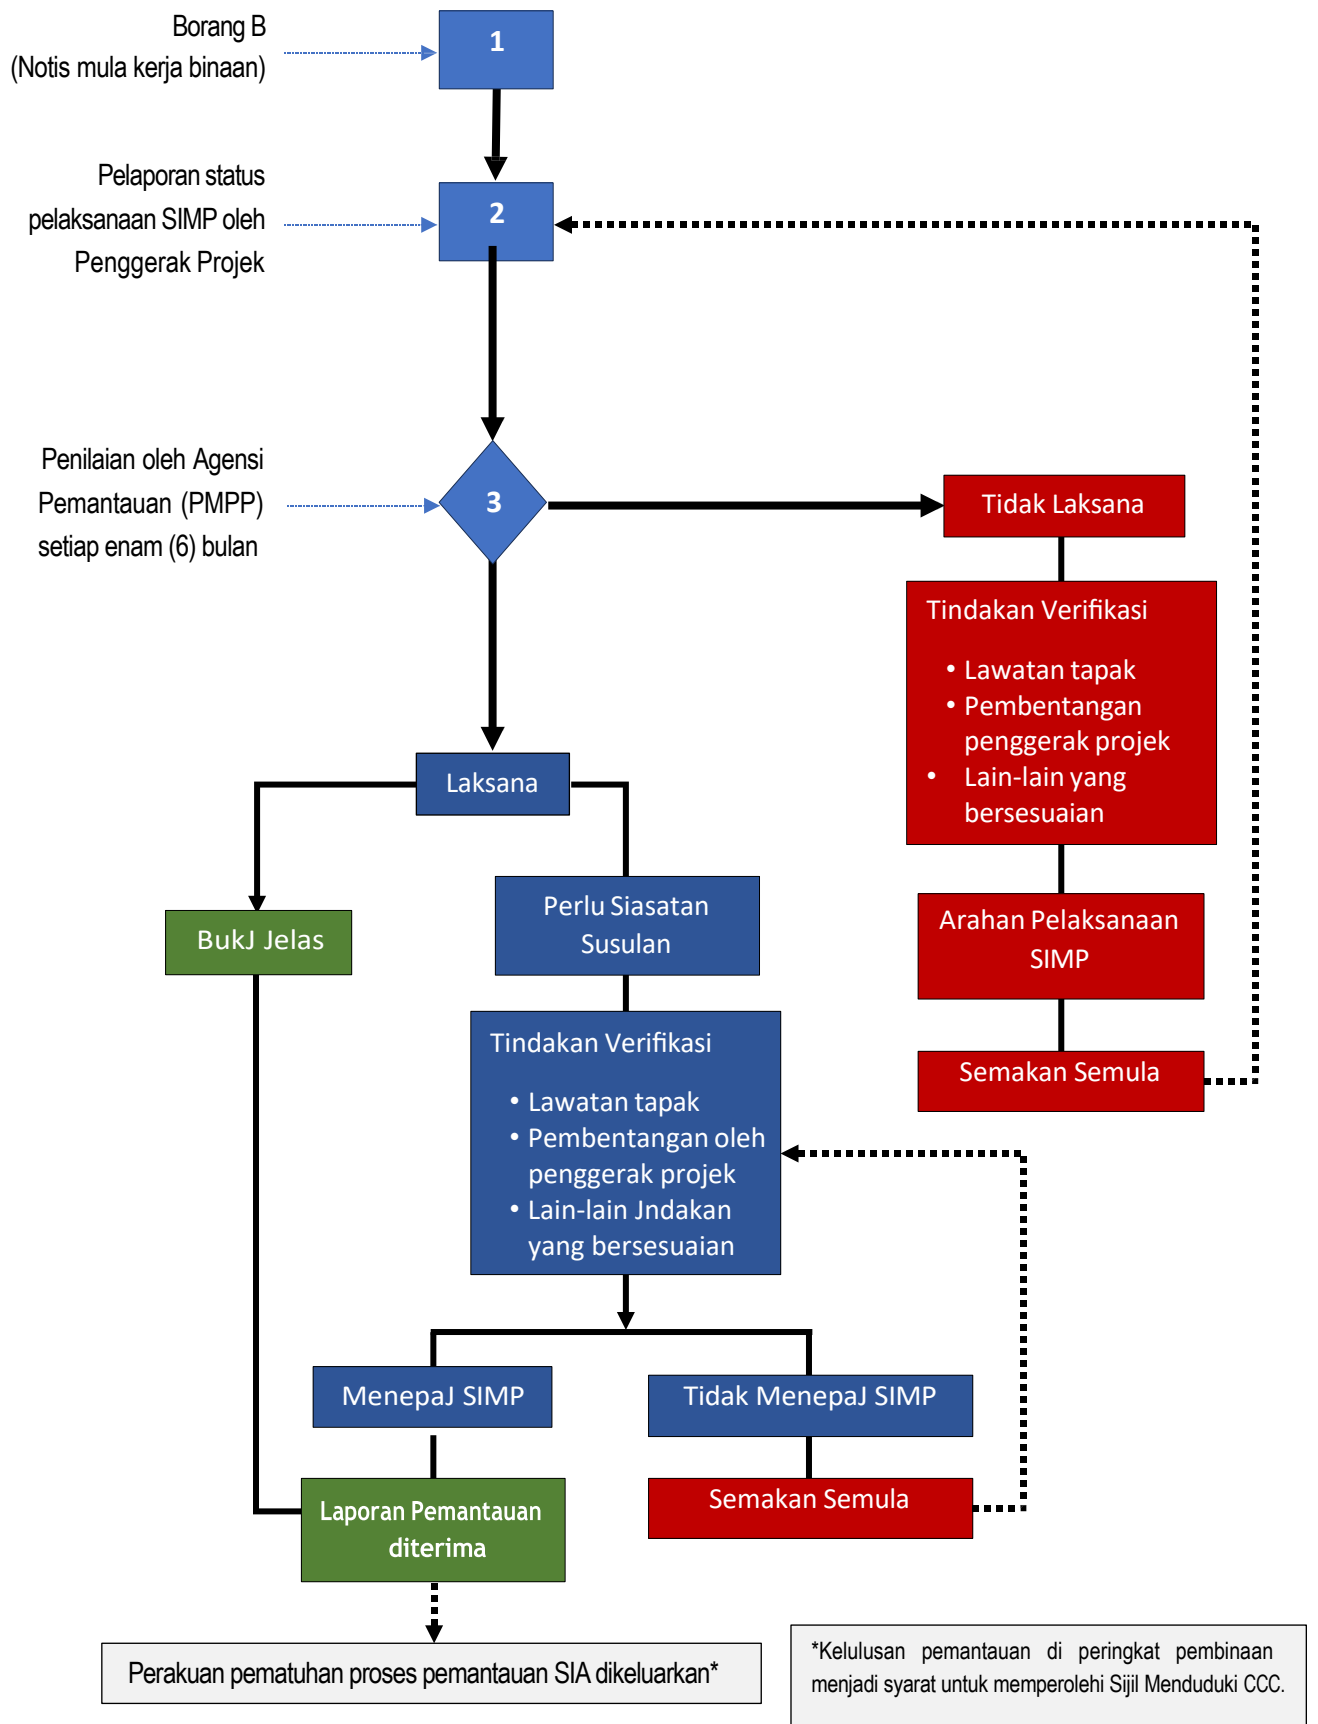 Borang B
(Notis mula kerja binaan)
1
Pelaporan status
pelaksanaan SIMP oleh
Penggerak Projek
2
Penilaian oleh Agensi
Pemantauan (PMPP)
setiap enam (6) bulan
3
Tidak Laksana
Tindakan Verifikasi
• Lawatan tapak
• Pembentangan
penggerak projek
• Lain-lain yang
bersesuaian
Arahan Pelaksanaan
SIMP
Semakan Semula
Laksana
BukJ Jelas
Perlu Siasatan
Susulan
Tindakan Verifikasi
• Lawatan tapak
• Pembentangan oleh
penggerak projek
• Lain-lain Jndakan
yang bersesuaian
MenepaJ SIMP
Tidak MenepaJ SIMP
Semakan Semula
Laporan Pemantauan
diterima
Perakuan pematuhan proses pemantauan SIA dikeluarkan*
*Kelulusan pemantauan di peringkat pembinaan
menjadi syarat untuk memperolehi Sijil Menduduki CCC.